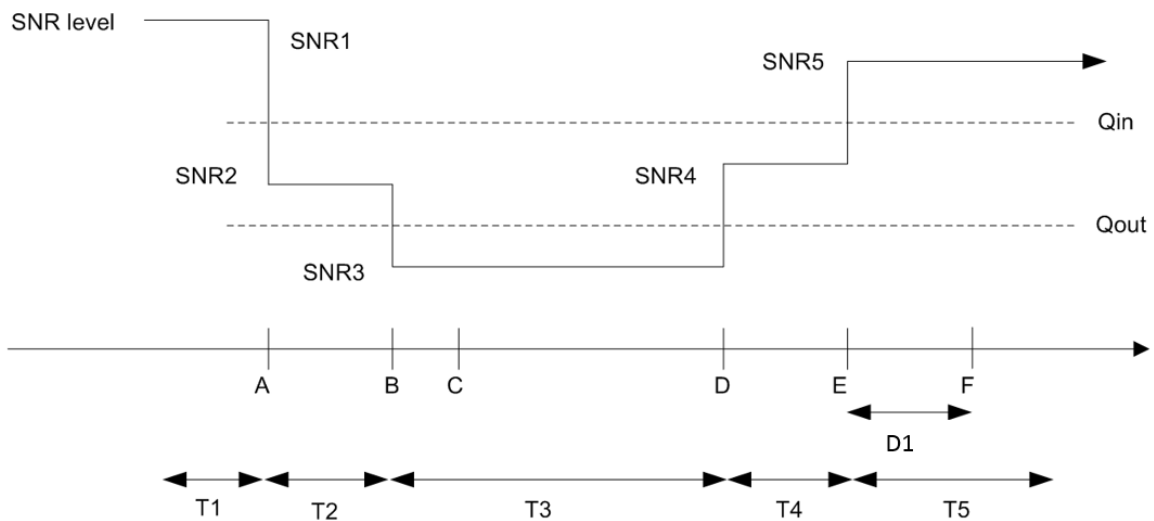 SNR level
SNR1
SNR5
Qin
SNR2
SNR4
Qout
SNR3
A B C D E F
D1
T1 T2 T3 T4 T5